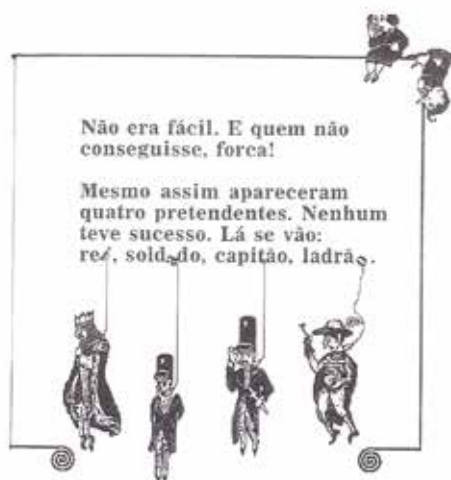 Não era fácil. E quem não
conseguisse, forca!
Mesmo assim apareceram
quatro pretendentes. Nenhum
teve sucesso. Lá se vão:
rei, soldado, capitão, ladrão.